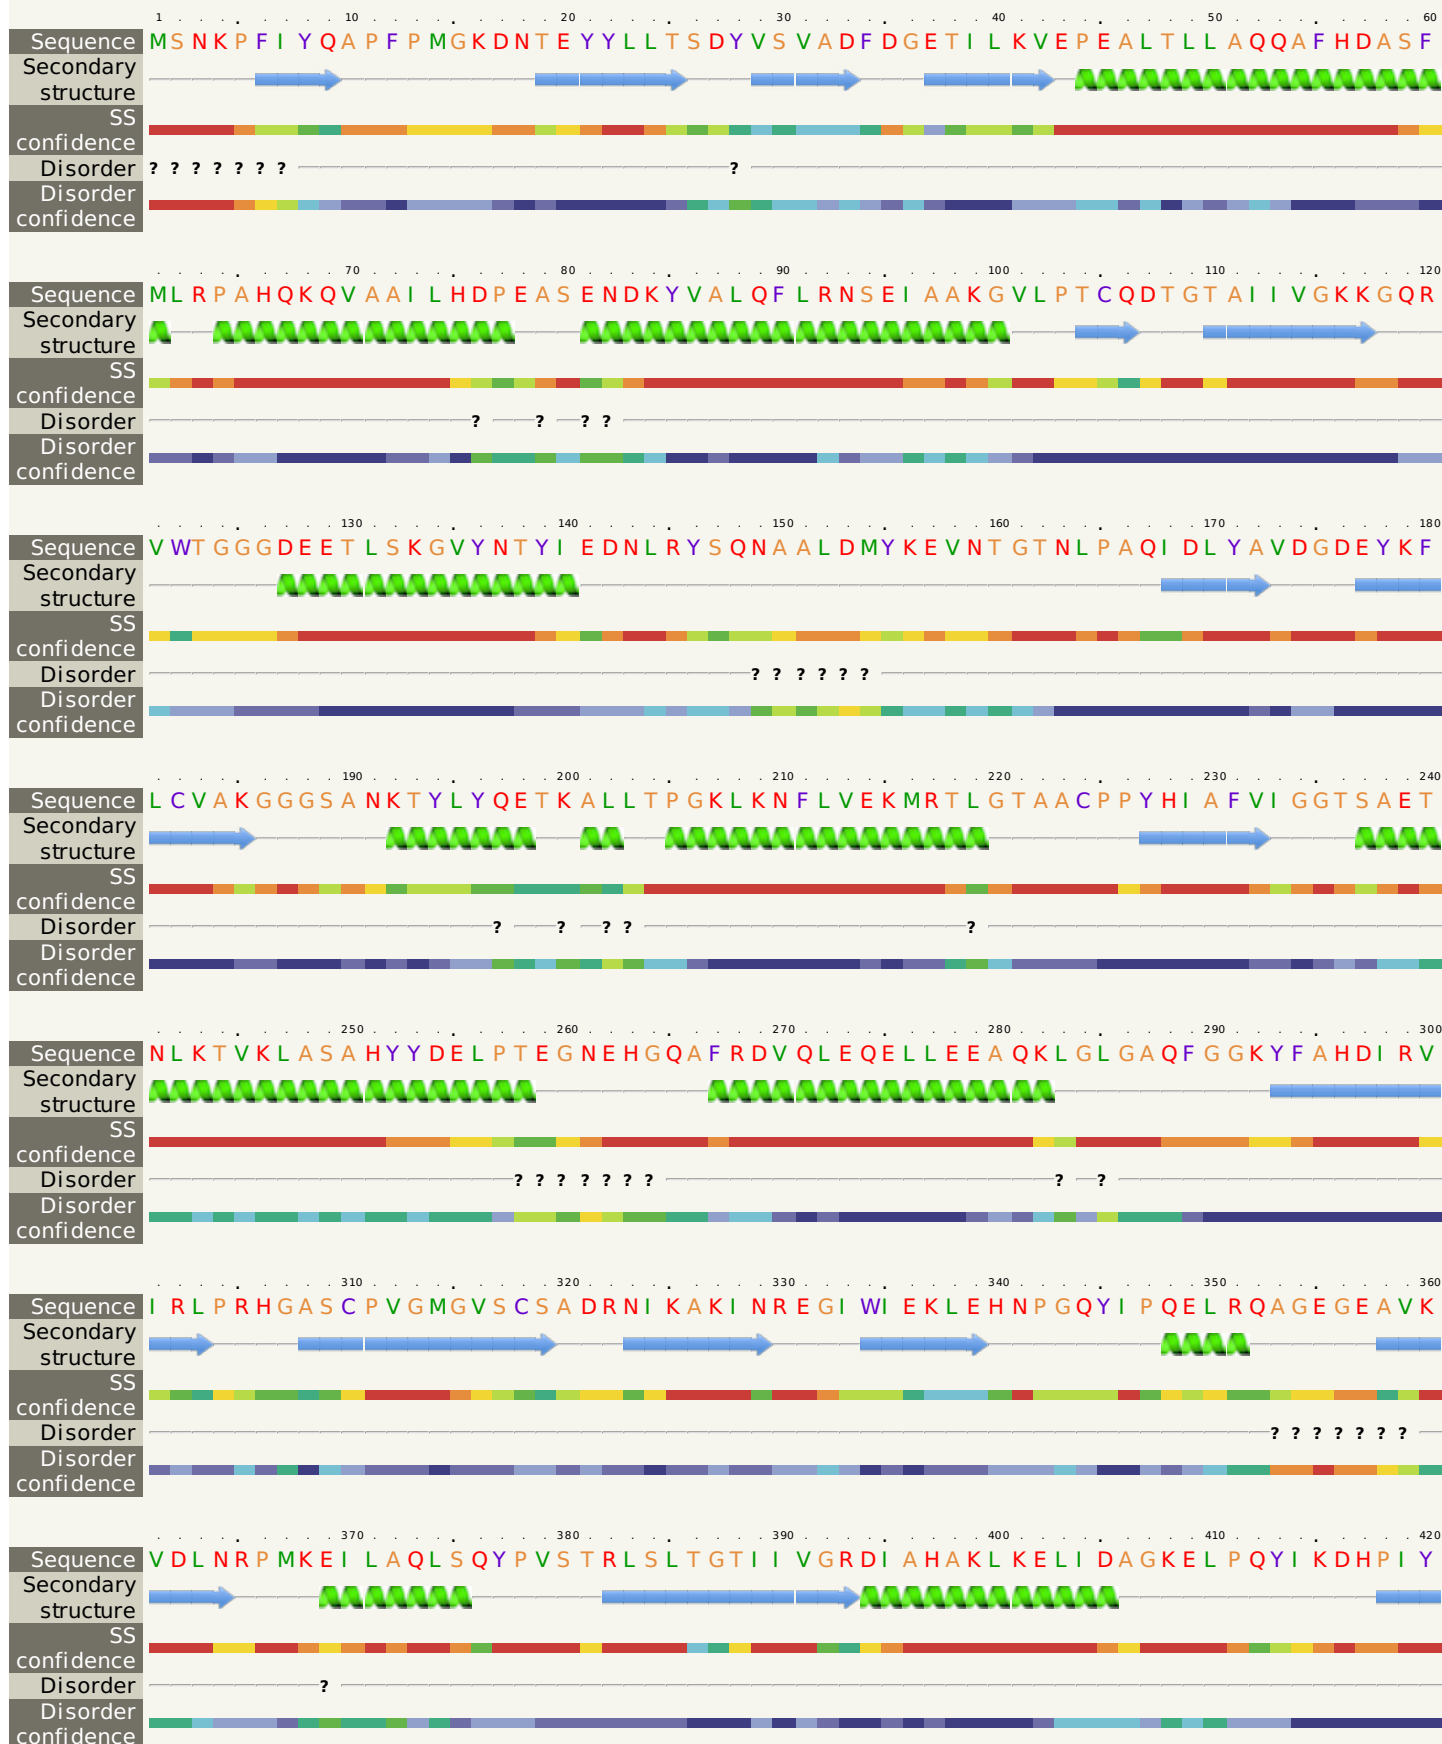 1 10 20 30 40 50 60
Sequence MSNKPFIYQAPFPMGKDNTEYYLLTSDYVSVADFDGETILKVEPEALTLLAQQAFHDASF
Secondary
structure
SS
confidence
Disorder ? ? ? ? ? ? ? ?
Disorder
confidence
70 80 90 100 110 120
Sequence MLRPAHQKQVAAILHDPEASENDKYVALQFLRNSEIAAKGVLPTCQDTGTAIIVGKKGQR
Secondary
structure
SS
confidence
Disorder ? ? ? ?
Disorder
confidence
130 140 150 160 170 180
Sequence VWTGGGDEETLSKGVYNTYIEDNLRYSQNAALDMYKEVNTGTNLPAQIDLYAVDGDEYKF
Secondary
structure
SS
confidence
Disorder ? ? ? ? ? ?
Disorder
confidence
190 200 210 220 230 240
Sequence LCVAKGGGSANKTYLYQETKALLTPGKLKNFLVEKMRTLGTAACPPYHIAFVIGGTSAET
Secondary
structure
SS
confidence
Disorder ? ? ? ? ?
Disorder
confidence
250 260 270 280 290 300
Sequence NLKTVKLASAHYYDELPTEGNEHGQAFRDVQLEQELLEEAQKLGLGAQFGGKYFAHDIRV
Secondary
structure
SS
confidence
Disorder ? ? ? ? ? ? ? ? ?
Disorder
confidence
310 320 330 340 350 360
Sequence IRLPRHGASCPVGMGVSCSADRNIKAKINREGIWIEKLEHNPGQYIPQELRQAGEGEAVK
Secondary
structure
SS
confidence
Disorder ? ? ? ? ? ? ?
Disorder
confidence
370 380 390 400 410 420
Sequence VDLNRPMKEILAQLSQYPVSTRLSLTGTIIVGRDIAHAKLKELIDAGKELPQYIKDHPIY
Secondary
structure
SS
confidence
Disorder ?
Disorder
confidence